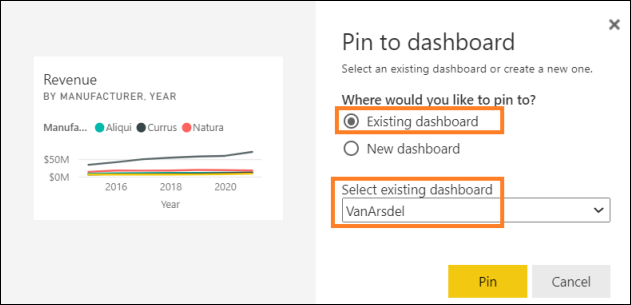 Revenue
BY MANUFACTURER, YEAR
Manufa... Aliqui Currus Natura
$50M
$0M
2016 2018 2020
Year
Pin to dashboard
Select an existing dashboard or create a new one.
Where would you like to pin to?
Existing dashboard
New dashboard
Select existing dashboard
VanArsdel
Pin Cancel